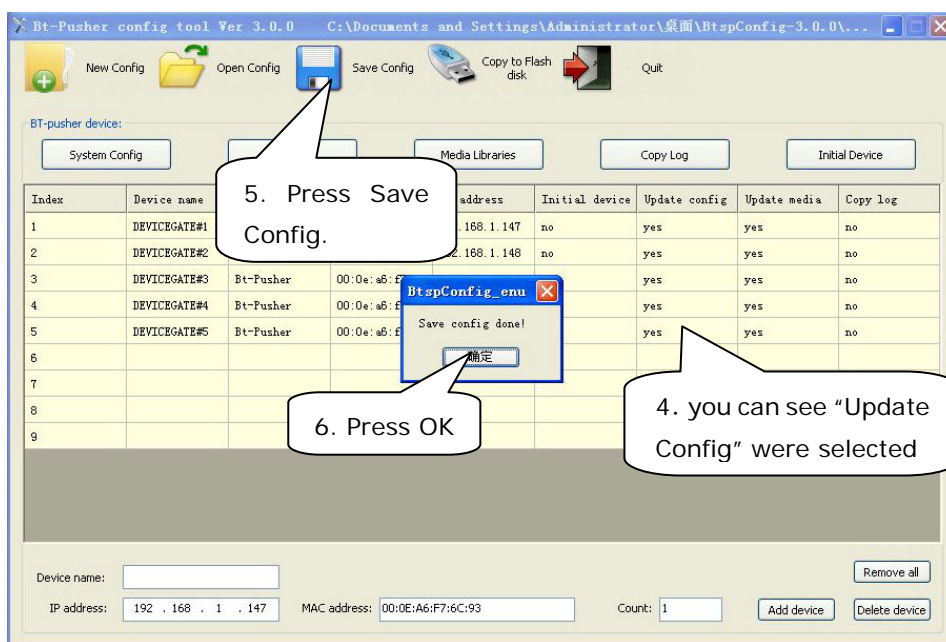 Bt-Pusher config tool Ver 3.0.0 C:\Documents and Settings\Administrator\桌面\BtspConfig-3.0.0\...
New Config Open Config Save Config Copy to Flash disk Quit
BT-pusher device:
System Config Media Libraries Copy Log Initial Device
Index Device name address Initial device Update config Update media Copy log
1 DEVICEGATE#1 .168.1.147 no yes yes no
2 DEVICEGATE#2 2.168.1.148 no yes yes no
3 DEVICEGATE#3 Bt-Pusher 00:0e:a6:f yes yes no
4 DEVICEGATE#4 Bt-Pusher 00:0e:a6:f yes yes no
5 DEVICEGATE#5 Bt-Pusher 00:0e:a6:f yes yes no
6
7
8
9
5. Press Save
Config.
BtspConfig_enu
Save config done!
确定
6. Press OK
4. you can see “Update
Config” were selected
Remove all
Device name:
IP address: 192 . 168 . 1 . 147 MAC address: 00:0E:A6:F7:6C:93 Count: 1 Add device Delete device